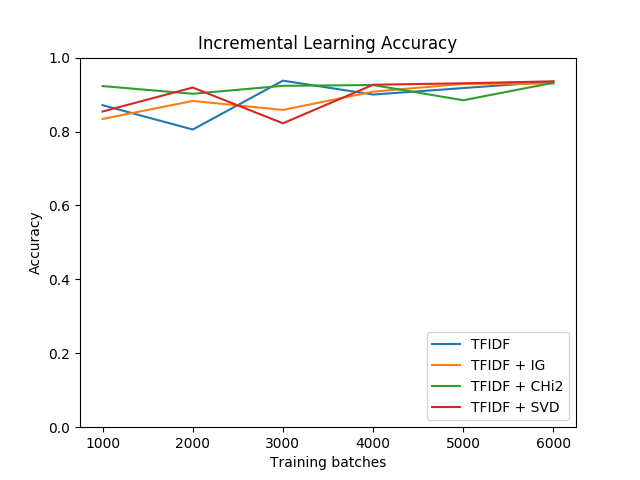 Incremental Learning Accuracy
1.0
0.8
0.6
0.4
0.2
0.0
Accuracy
1000 2000 3000 4000 5000 6000
Training batches
TFIDF
TFIDF + IG
TFIDF + CHi2
TFIDF + SVD